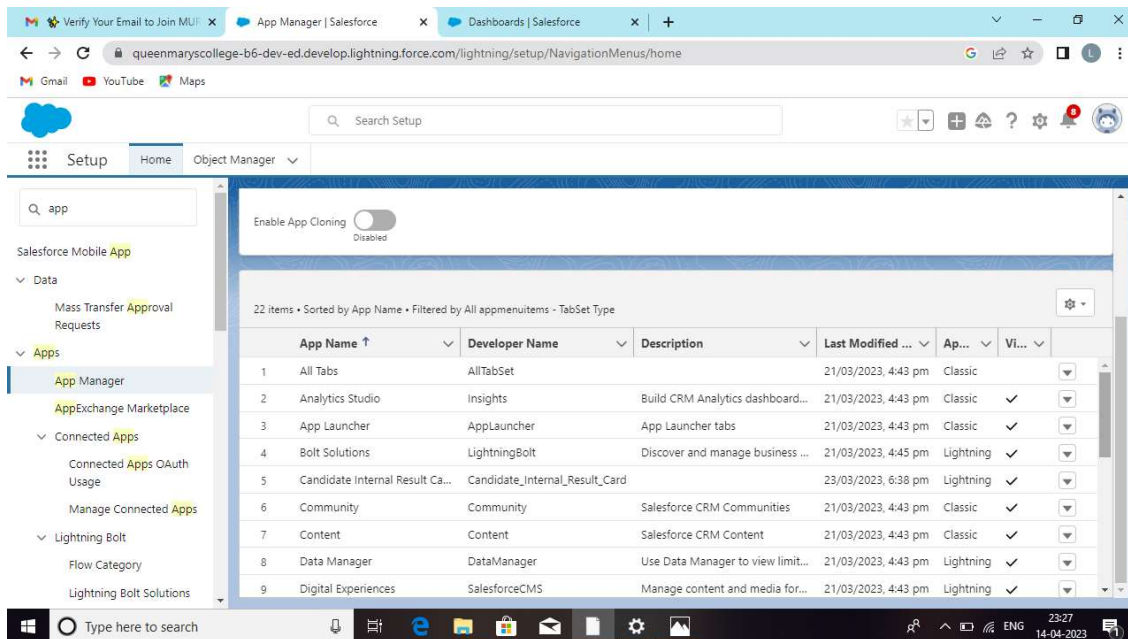 Verify Your Email to Join MUR
App Manager | Salesforce
Dashboards | Salesforce
queenmaryscollege-b6-dev-ed.develop.lightning.force.com/lightning/setup/NavigationMenus/home
L
Gmail
YouTube
Maps
Search Setup
8
Setup
Home
Object Manager
app
Salesforce Mobile App
Data
Mass Transfer Approval
Requests
Apps
App Manager
AppExchange Marketplace
Connected Apps
Connected Apps OAuth
Usage
Manage Connected Apps
Lightning Bolt
Flow Category
Lightning Bolt Solutions
Enable App Cloning
Disabled
22 items • Sorted by App Name • Filtered by All appmenuitems - TabSet Type
App Name ↑ Developer Name Description Last Modified ... Ap... Vi...
1 All Tabs AllTabSet 21/03/2023, 4:43 pm Classic
2 Analytics Studio Insights Build CRM Analytics dashboard... 21/03/2023, 4:43 pm Classic ✓
3 App Launcher AppLauncher App Launcher tabs 21/03/2023, 4:43 pm Classic ✓
4 Bolt Solutions LightningBolt Discover and manage business ... 21/03/2023, 4:45 pm Lightning ✓
5 Candidate Internal Result Ca... Candidate_Internal_Result_Card 23/03/2023, 6:38 pm Lightning ✓
6 Community Community Salesforce CRM Communities 21/03/2023, 4:43 pm Classic ✓
7 Content Content Salesforce CRM Content 21/03/2023, 4:43 pm Classic ✓
8 Data Manager DataManager Use Data Manager to view limit... 21/03/2023, 4:43 pm Lightning ✓
9 Digital Experiences SalesforceCMS Manage content and media for... 21/03/2023, 4:43 pm Lightning ✓
Type here to search
ENG
23:27
14-04-2023